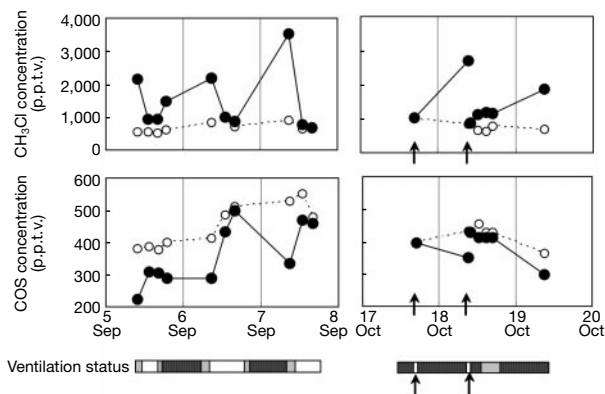 4,000
3,000
2,000
1,000
0
CH₃Cl concentration
(p.p.t.v.)
600
500
400
300
200
COS concentration
(p.p.t.v.)
5 6 7 8 17 18 19 20
Sep Sep Sep Sep Oct Oct Oct Oct
Ventilation status